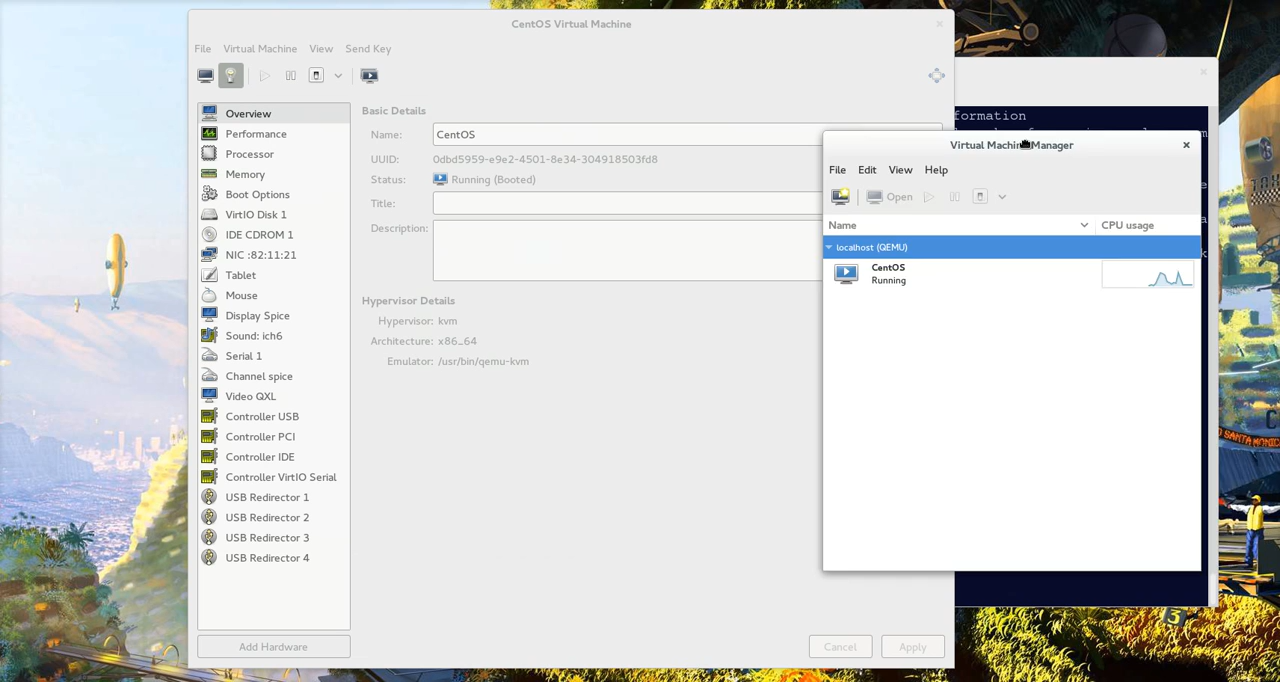 CentOS Virtual Machine
File Virtual Machine View Send Key
Overview
Performance
Processor
Memory
Boot Options
VirtIO Disk 1
IDE CDROM 1
NIC :82:11:21
Tablet
Mouse
Display Spice
Sound: ich6
Serial 1
Channel spice
Video QXL
Controller USB
Controller PCI
Controller IDE
Controller VirtIO Serial
USB Redirector 1
USB Redirector 2
USB Redirector 3
USB Redirector 4
Add Hardware
Basic Details
Name: CentOS
UUID: 0dbd5959-e9e2-4501-8e34-304918503fd8
Status: Running (Booted)
Title:
Description:
Hypervisor Details
Hypervisor: kvm
Architecture: x86_64
Emulator: /usr/bin/qemu-kvm
Cancel Apply
formation
Virtual Machine Manager
File Edit View Help
Open
Name CPU usage
localhost (QEMU)
CentOS
Running
SANTA MONICA
5